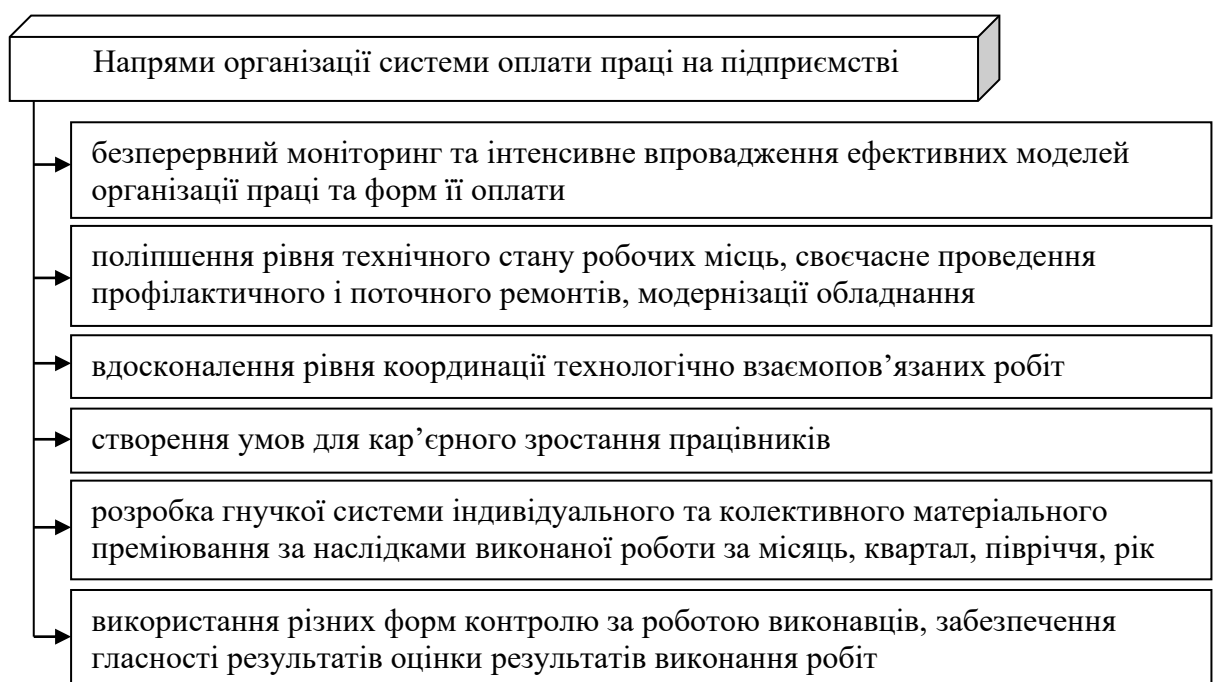 Напрями організації системи оплати праці на підприємстві
безперервний моніторинг та інтенсивне впровадження ефективних моделей
організації праці та форм її оплати
поліпшення рівня технічного стану робочих місць, своєчасне проведення
профілактичного і поточного ремонтів, модернізації обладнання
вдосконалення рівня координації технологічно взаємопов’язаних робіт
створення умов для кар’єрного зростання працівників
розробка гнучкої системи індивідуального та колективного матеріального
преміювання за наслідками виконаної роботи за місяць, квартал, півріччя, рік
використання різних форм контролю за роботою виконавців, забезпечення
гласності результатів оцінки результатів виконання робіт